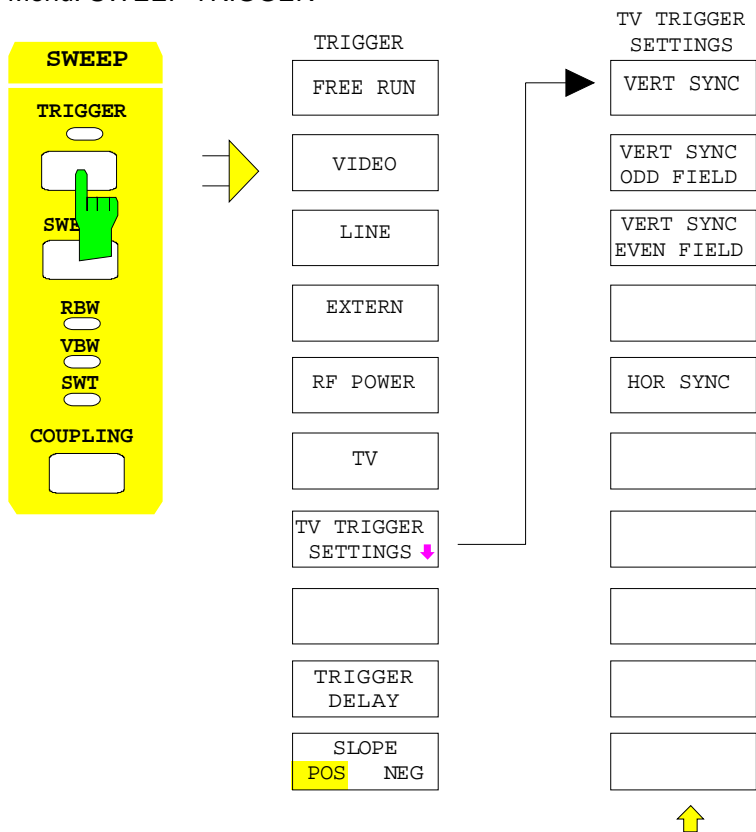 Menu: SWEEP TRIGGER
SWEEP
TRIGGER
RBW
VBW
SWT
COUPLING
TRIGGER
FREE RUN
VIDEO
LINE
EXTERN
RF POWER
TV
TV TRIGGER
SETTINGS
TRIGGER
DELAY
SLOPE
POS NEG
TV TRIGGER
SETTINGS
VERT SYNC
VERT SYNC
ODD FIELD
VERT SYNC
EVEN FIELD
HOR SYNC